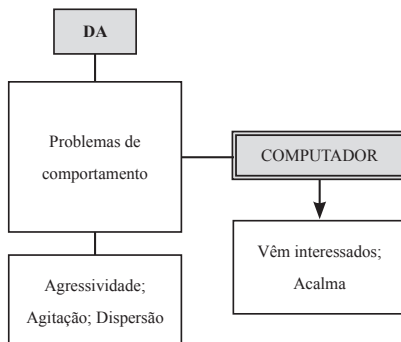 DA
Problemas de
comportamento
COMPUTADOR
Vêm interessados;
Acalma
Agressividade;
Agitação; Dispersão